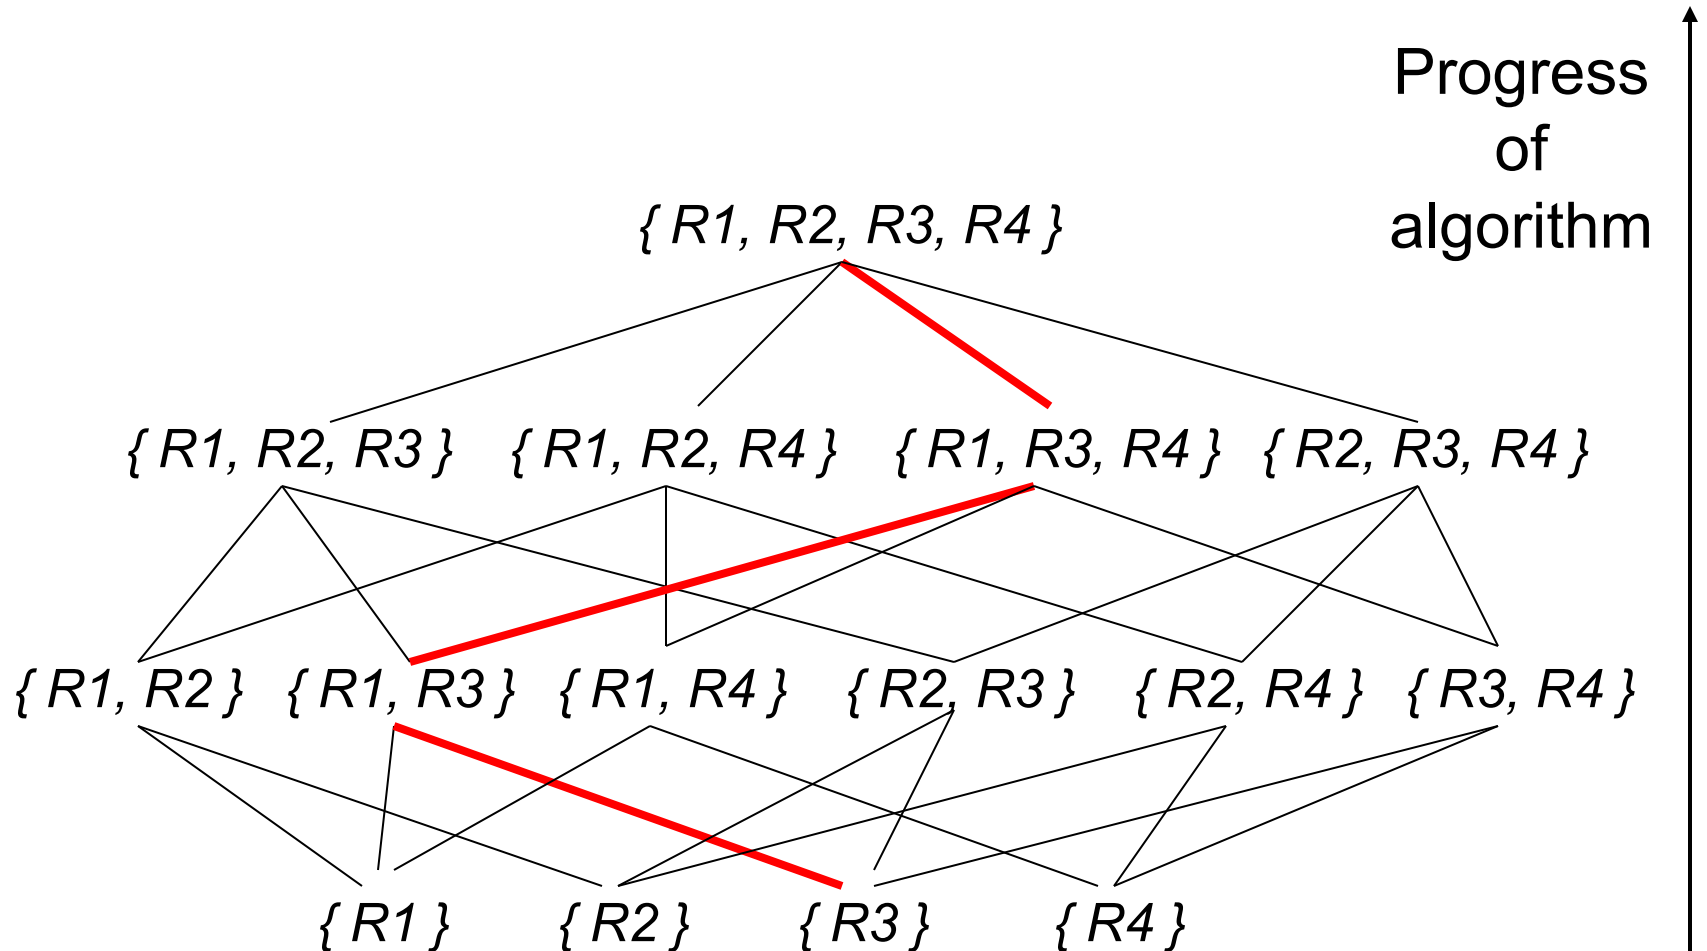 Progress
of
algorithm
{ R1, R2, R3, R4 }
{ R1, R2, R3 } { R1, R2, R4 } { R1, R3, R4 } { R2, R3, R4 }
{ R1, R2 } { R1, R3 } { R1, R4 } { R2, R3 } { R2, R4 } { R3, R4 }
{ R1 } { R2 } { R3 } { R4 }